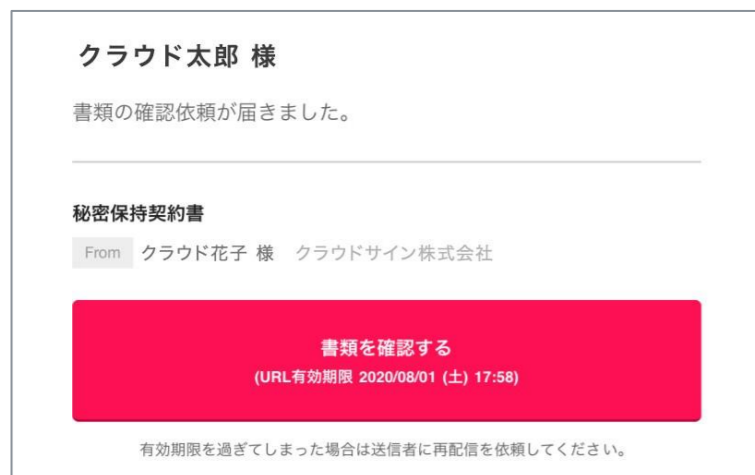 クラウド太郎 様
書類の確認依頼が届きました。
秘密保持契約書
From クラウド花子 様 クラウドサイン株式会社
書類を確認する
(URL有効期限 2020/08/01 (土) 17:58)
有効期限を過ぎてしまった場合は送信者に再配信を依頼してください。